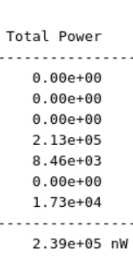 Total Power
--------------
0.00e+00
0.00e+00
0.00e+00
2.13e+05
8.46e+03
0.00e+00
1.73e+04
--------------
2.39e+05 nW